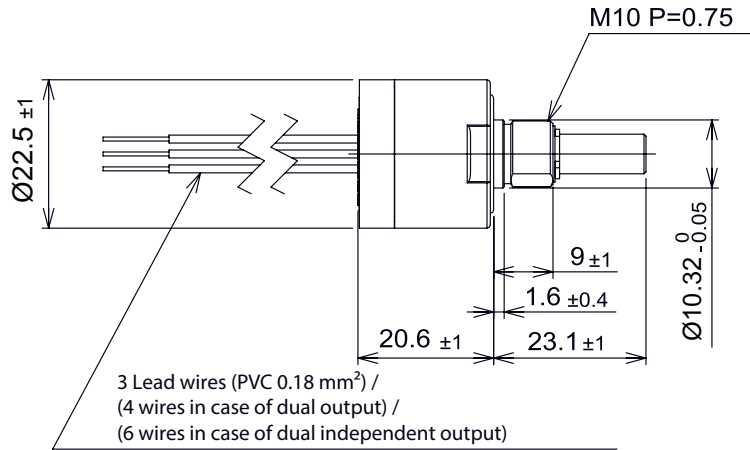 M10 P=0.75
Ø22.5 ±1
9 ±1
1.6 ±0.4
Ø10.32 0 -0.05
20.6 ±1
23.1 ±1
3 Lead wires (PVC 0.18 mm²) /
(4 wires in case of dual output) /
(6 wires in case of dual independent output)